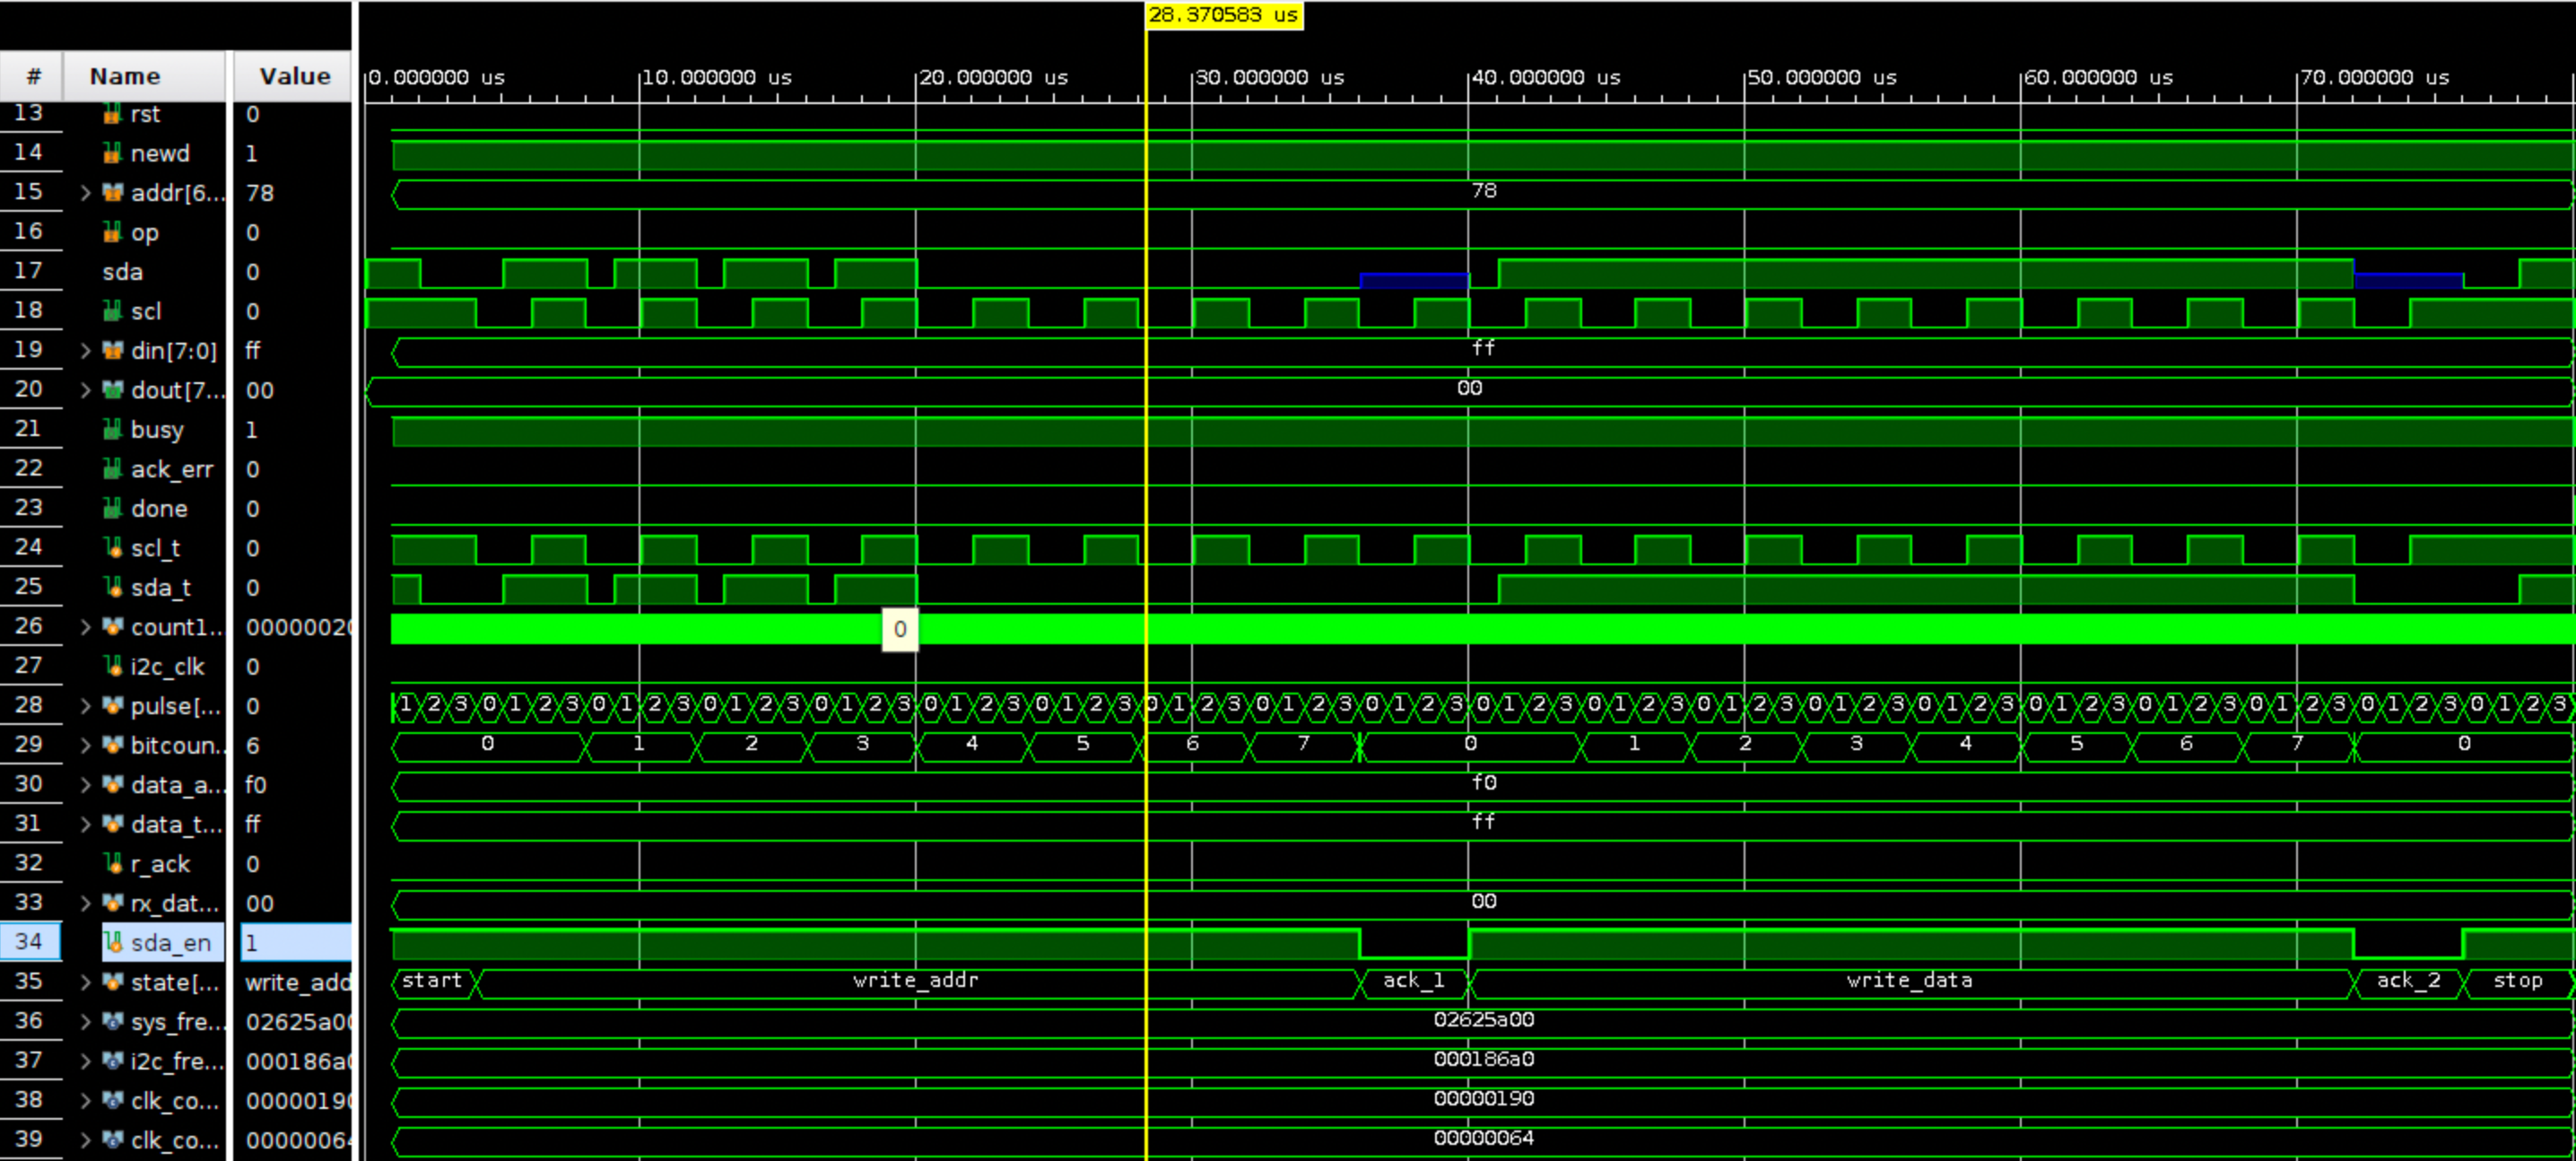 28.370583 us
# Name Value 0.000000 us 10.000000 us 20.000000 us 30.000000 us 40.000000 us 50.000000 us 60.000000 us 70.000000 us
13 rst 0
14 newd 1
15 addr[6... 78 78
16 op 0
17 sda 0
18 scl 0
19 din[7:0] ff ff
20 dout[7... 00 00
21 busy 1
22 ack_err 0
23 done 0
24 scl_t 0
25 sda_t 0
26 count1... 00000020 0
27 i2c_clk 0
28 pulse[... 0 1 2 3 0 1 2 3 0 1 2 3 0 1 2 3 0 1 2 3 0 1 2 3 0 1 2 3 0 1 2 3 0 1 2 3 0 1 2 3 0 1 2 3 0 1 2 3 0 1 2 3 0 1 2 3 0 1 2 3 0 1 2 3 0 1 2 3 0 1 2 3 0 1 2 3 0 1 2 3
29 bitcoun... 6 0 1 2 3 4 5 6 7 0 1 2 3 4 5 6 7 0
30 data_a... f0 f0
31 data_t... ff ff
32 r_ack 0
33 rx_dat... 00 00
34 sda_en 1
35 state[... write_add start write_addr ack_1 write_data ack_2 stop
36 sys_fre... 02625a00 02625a00
37 i2c_fre... 000186a0 000186a0
38 clk_co... 00000190 00000190
39 clk_co... 00000064 00000064